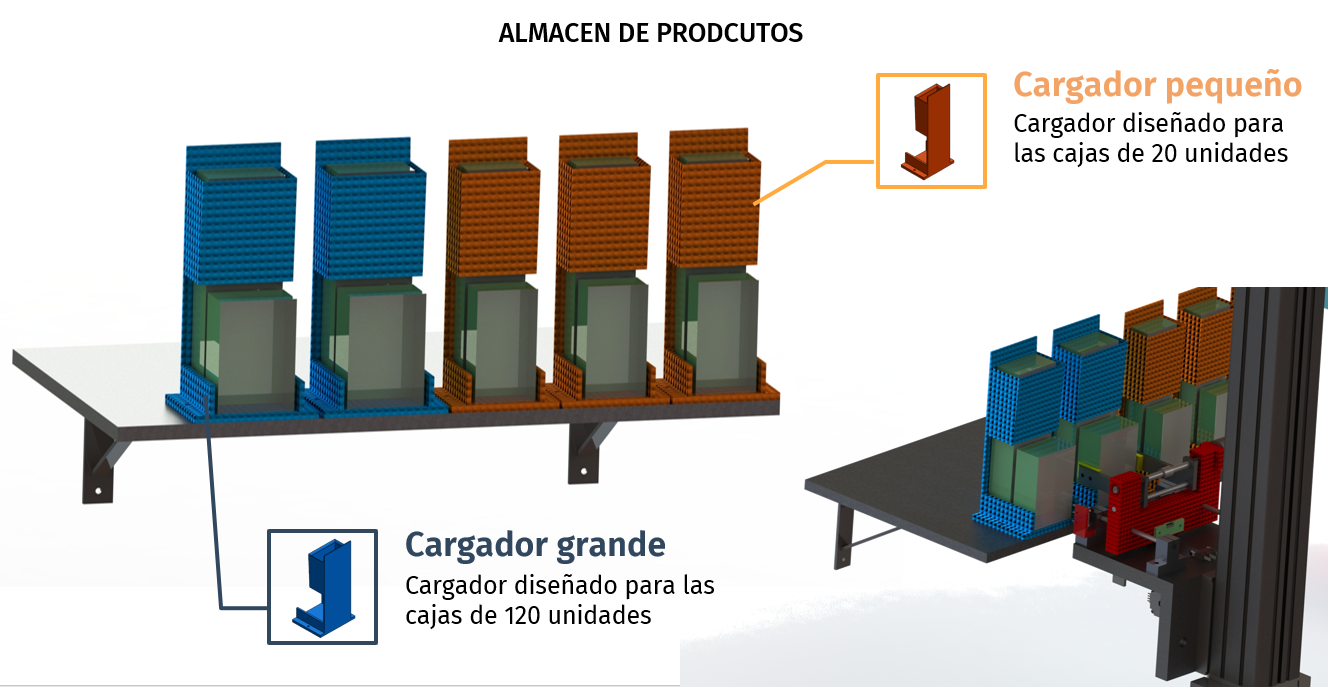 ALMACEN DE PRODCUTOS
Cargador pequeño
Cargador diseñado para
las cajas de 20 unidades
Cargador grande
Cargador diseñado para las
cajas de 120 unidades